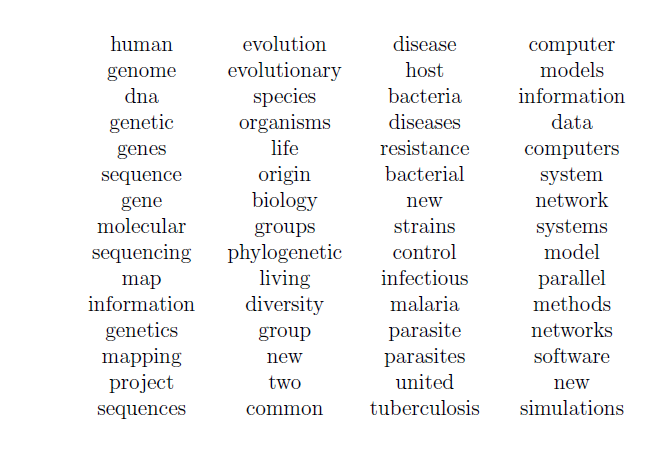 human evolution disease computer
genome evolutionary host models
dna species bacteria information
genetic organisms diseases data
genes life resistance computers
sequence origin bacterial system
gene biology new network
molecular groups strains systems
sequencing phylogenetic control model
map living infectious parallel
information diversity malaria methods
genetics group parasite networks
mapping new parasites software
project two united new
sequences common tuberculosis simulations